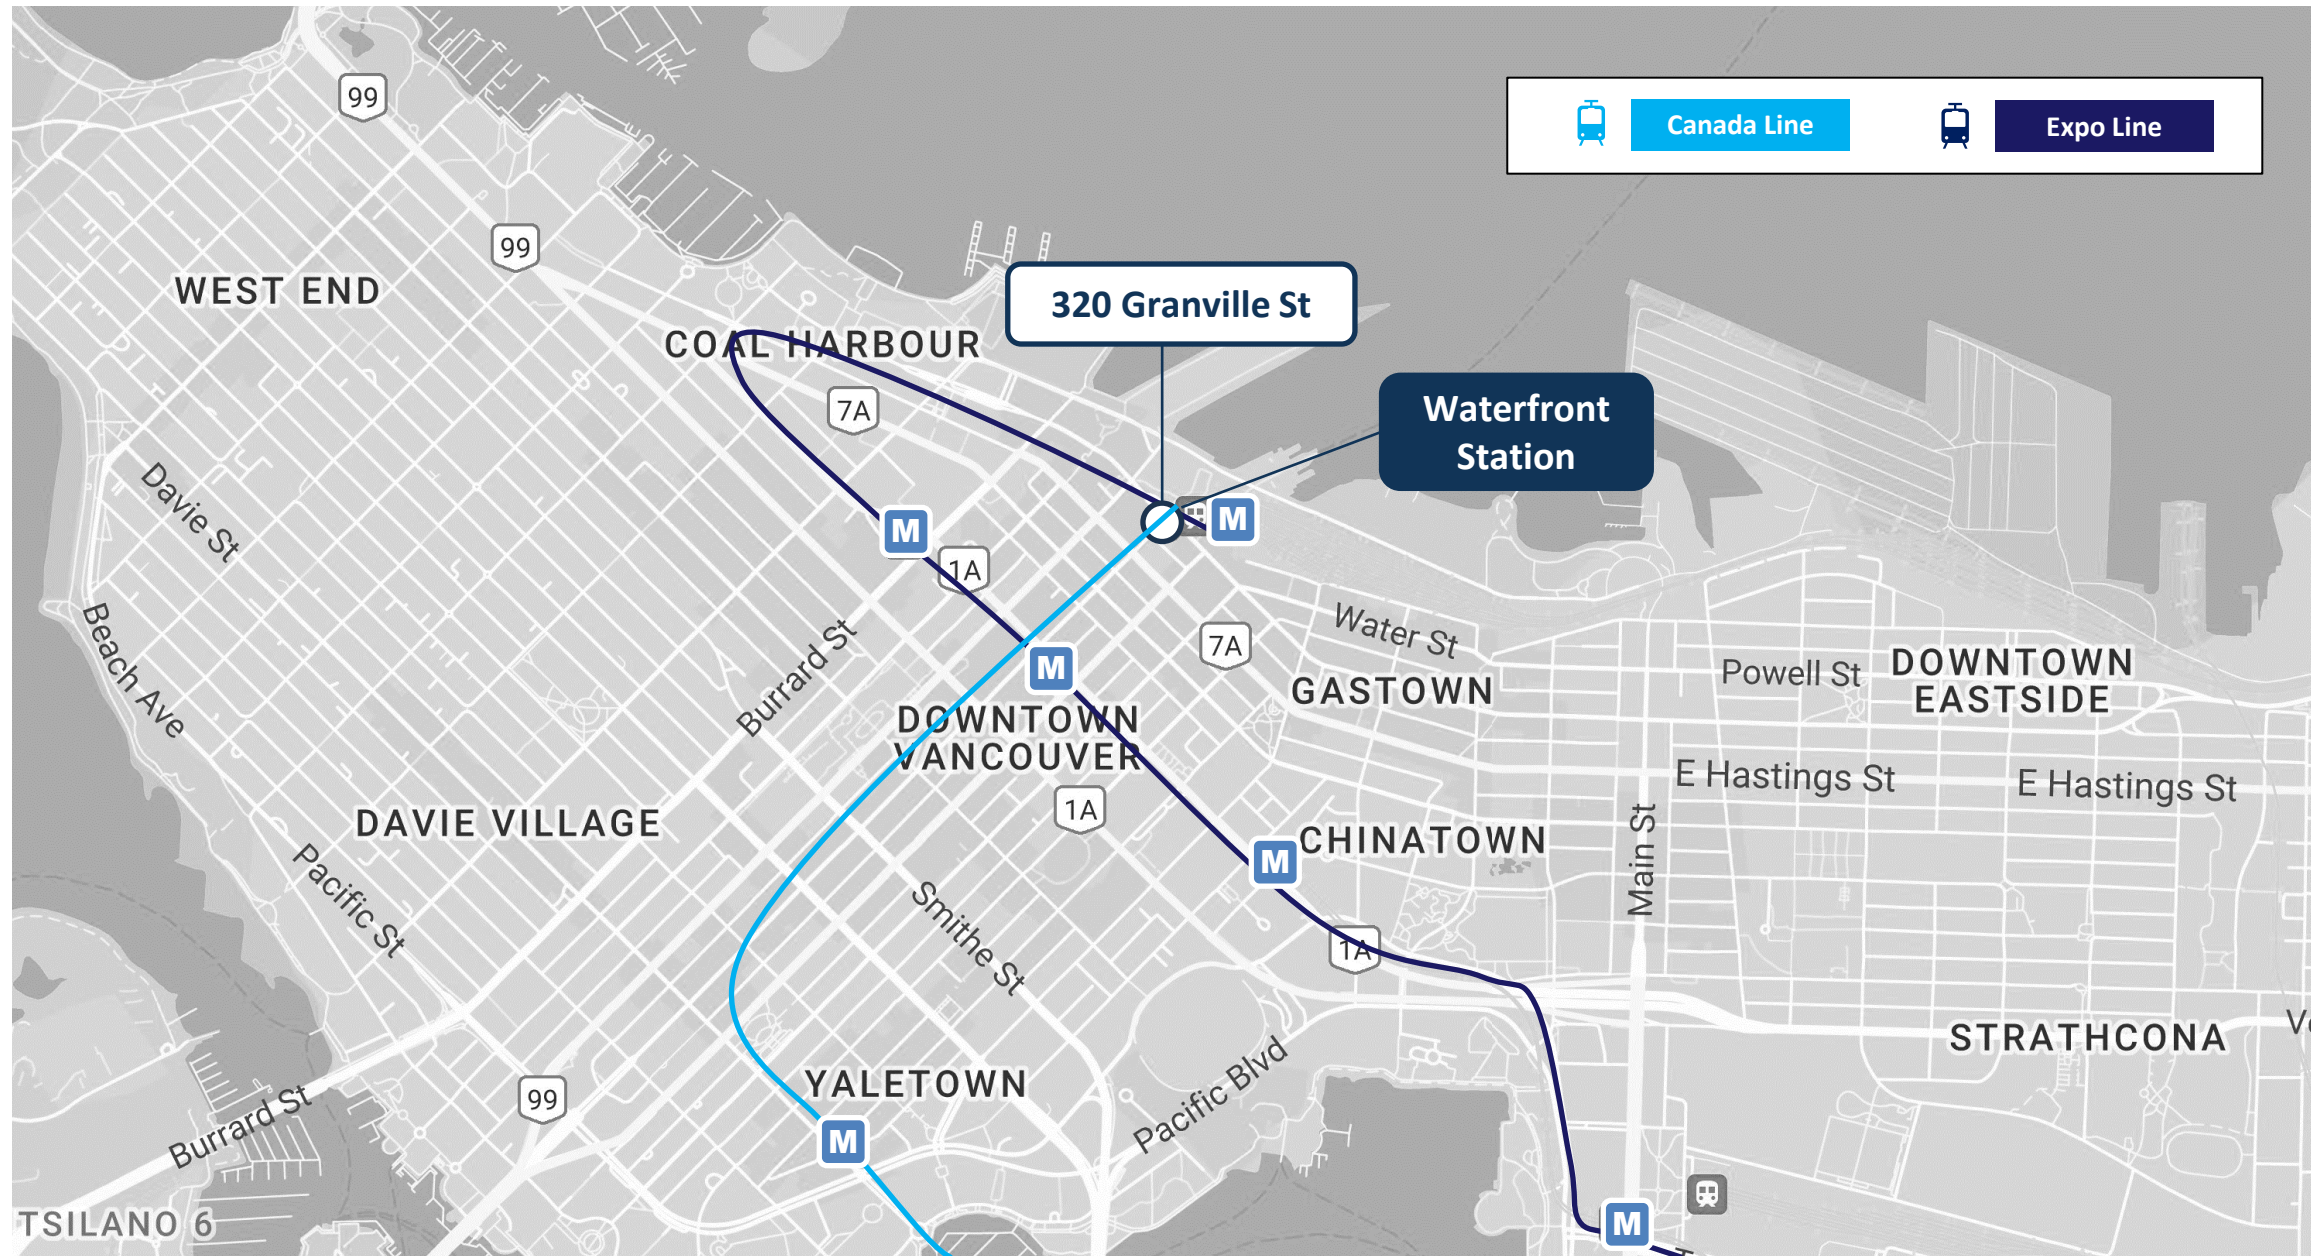 99
Canada Line
Expo Line
99
WEST END
320 Granville St
COAL HARBOUR
7A
Waterfront
Station
Davie St
M
M
1A
Beach Ave
Burrard St
Water St
7A
M
Powell St
DOWNTOWN
EASTSIDE
GASTOWN
DOWNTOWN
VANCOUVER
E Hastings St
E Hastings St
1A
DAVIE VILLAGE
CHINATOWN
M
Main St
Pacific St
Smithe St
1A
STRATHCONA
YALETOWN
99
Pacific Blvd
Burrard St
M
TSILANO 6
M